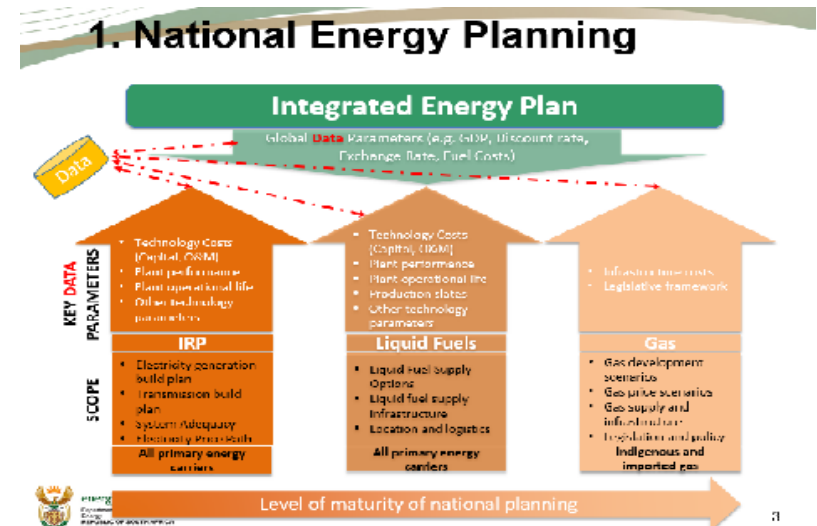 1. National Energy Planning
Integrated Energy Plan
Global Data Parameters (e.g. GDP, Discount rate,
Exchange Rate, Fuel Costs)
Data
KEY DATA
PARAMETERS
• Technology Costs
(Capital, O&M)
• Plant performance
• Plant operational life
• Other technology
parameters
IRP
• Technology Costs
(Capital, O&M)
• Plant performance
• Plant operational life
• Production slates
• Other technology
parameters
Liquid Fuels
• Infrastructure costs
• Legislative framework
Gas
SCOPE
• Electricity generation
build plan
• Transmission build
plan
• System Adequacy
• Electricity Price Path
All primary energy
carriers
• Liquid Fuel Supply
Options
• Liquid fuel supply
Infrastructure
• Location and logistics
All primary energy
carriers
• Gas development
scenarios
• Gas price scenarios
• Gas supply and
infrastructure
• Legislation and policy
Indigenous and
imported gas
Level of maturity of national planning
energ
REPUBLIC OF SOUTH AFRICA
3